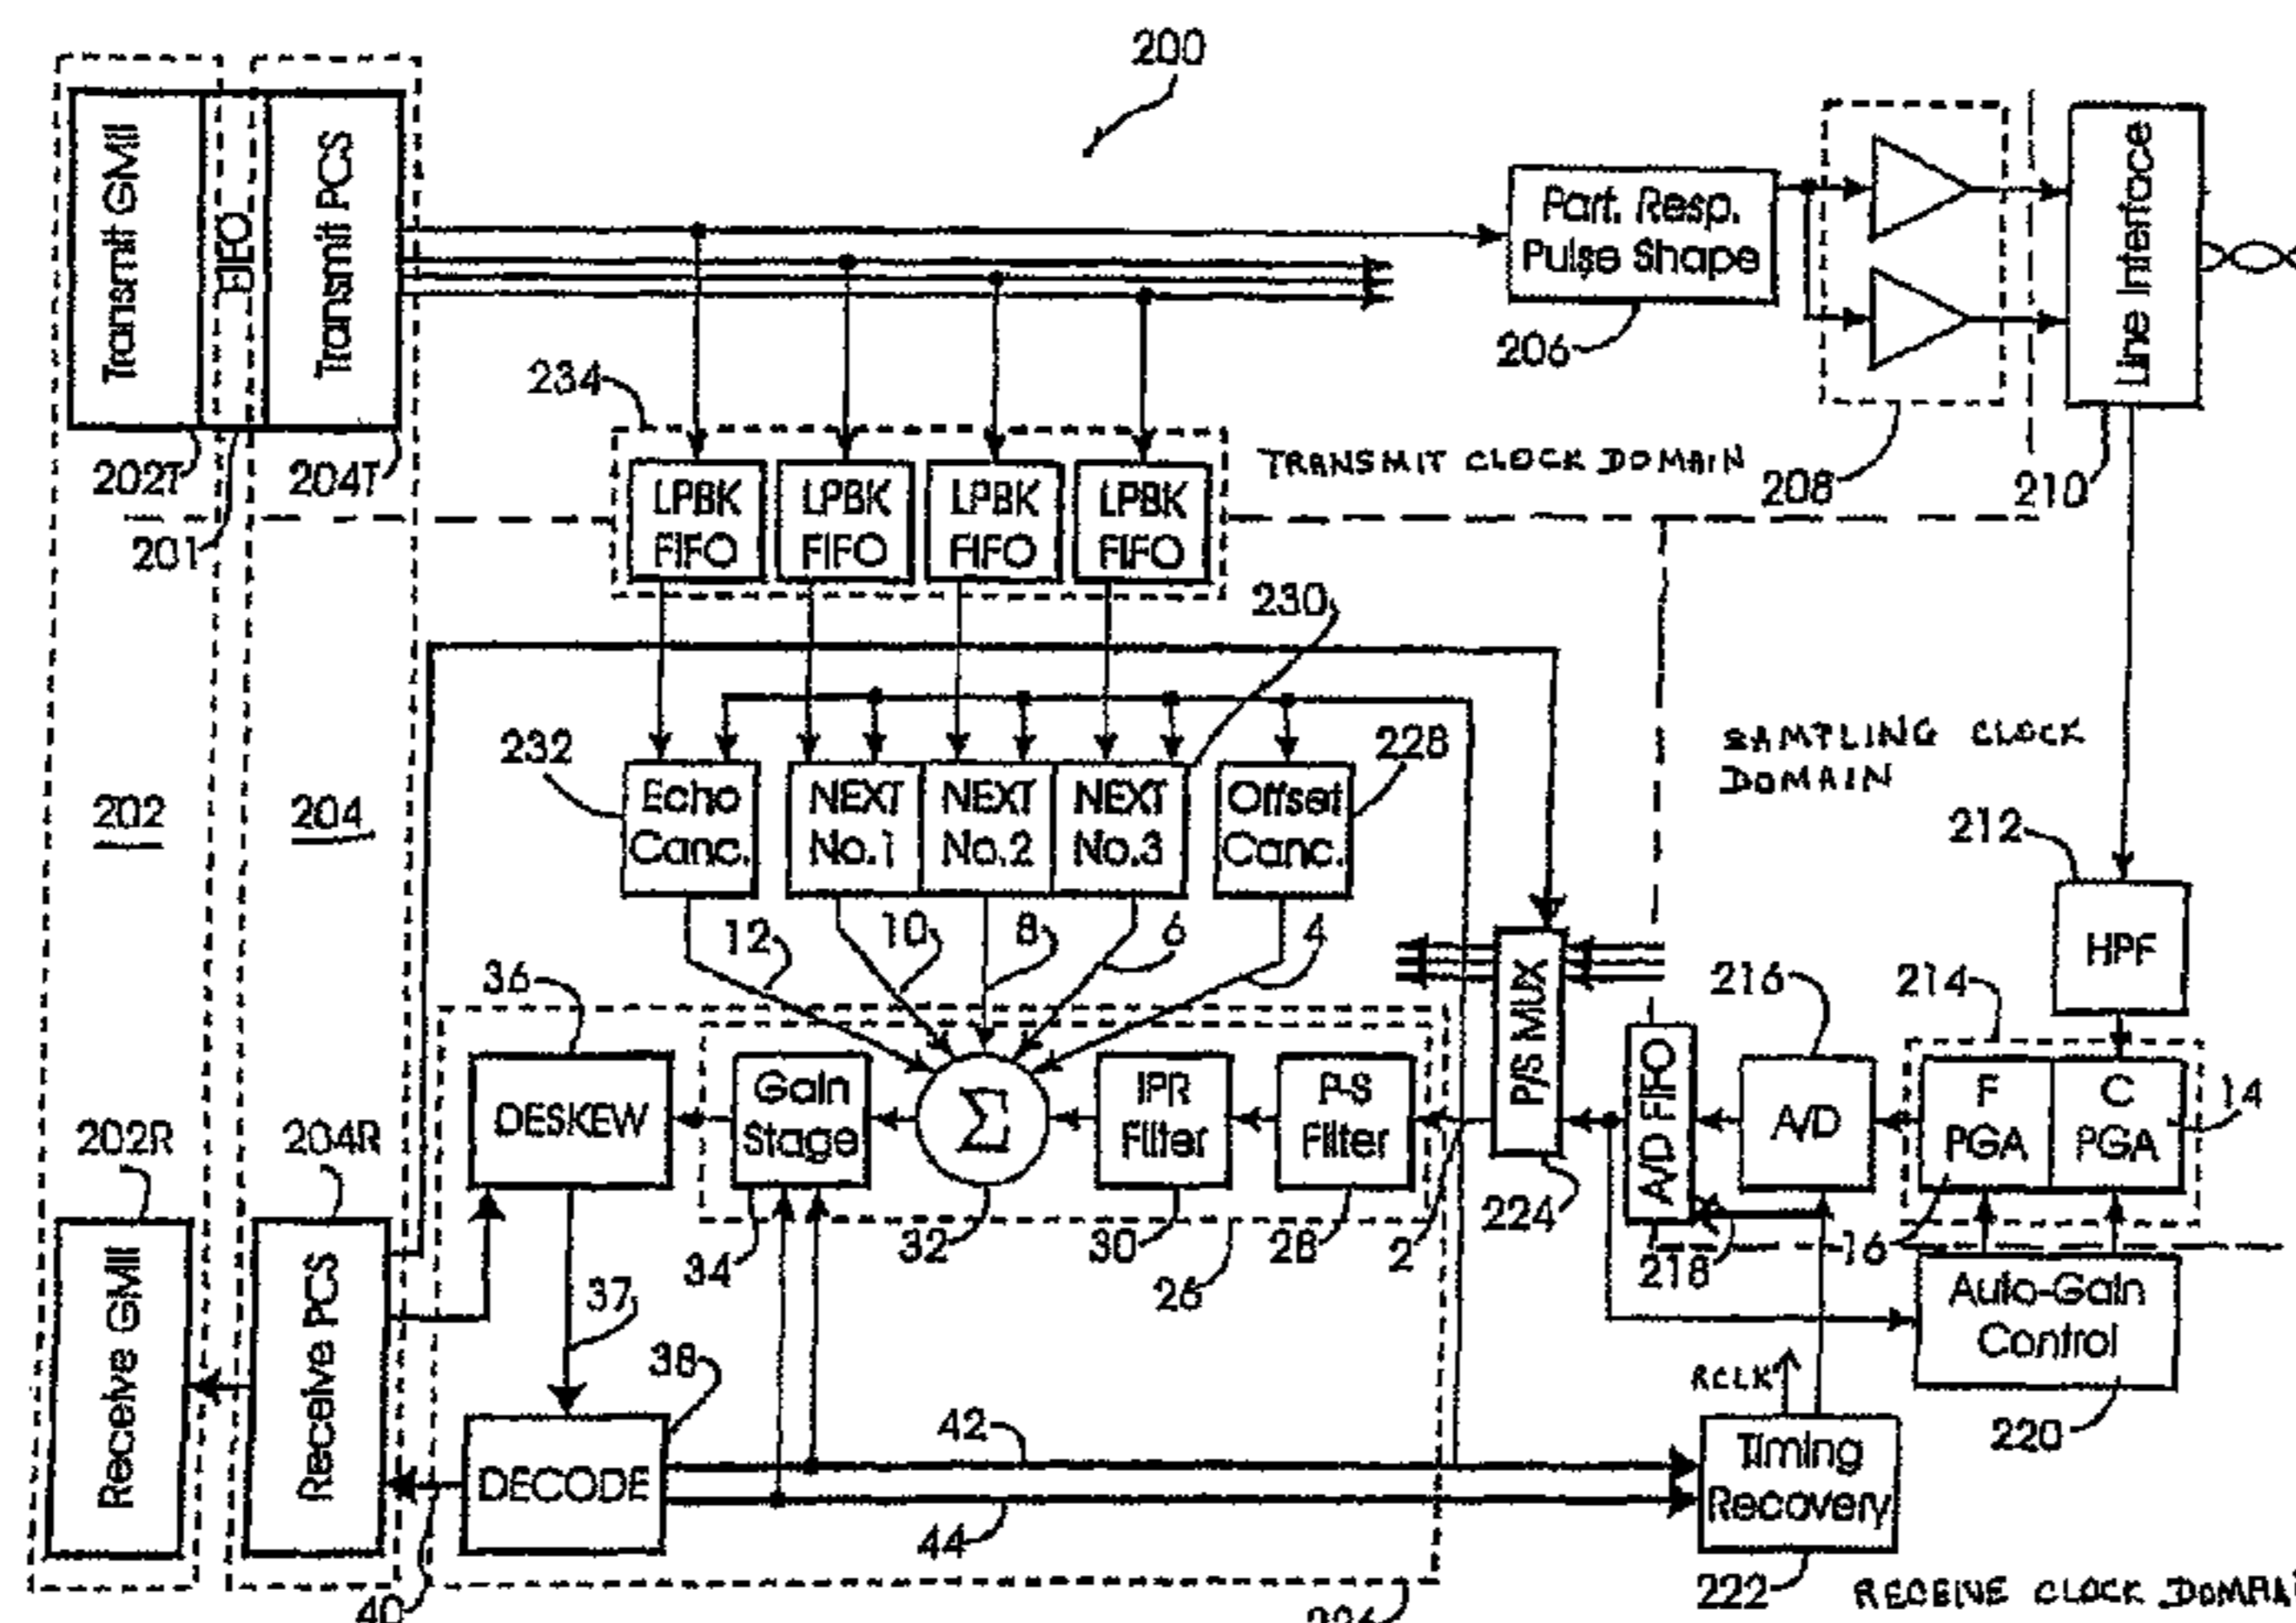 200
Transmit GMII
FIFO
Transmit PCS
Part. Resp.
Pulse Shape
Line Interface
206
234
202T
204T
TRANSMIT CLOCK DOMAIN
208
210
201
LPBK
FIFO
LPBK
FIFO
LPBK
FIFO
LPBK
FIFO
230
232
Echo
Canc.
NEXT
No.1
NEXT
No.2
NEXT
No.3
Offset
Canc.
228
SAMPLING CLOCK
DOMAIN
202
204
212
HPF
12
10
8
6
4
36
P/S MUX
216
214
DESKEW
Gain
Stage
Σ
IPR
Filter
P-S
Filter
A/D FIFO
A/D
F
PGA
C
PGA
14
202R
204R
34
32
30
28
26
2
224
218
16
Receive GMII
Receive PCS
37
Auto-Gain
Control
38
RCLK
220
42
DECODE
Timing
Recovery
44
40
222
RECEIVE CLOCK DOMAIN